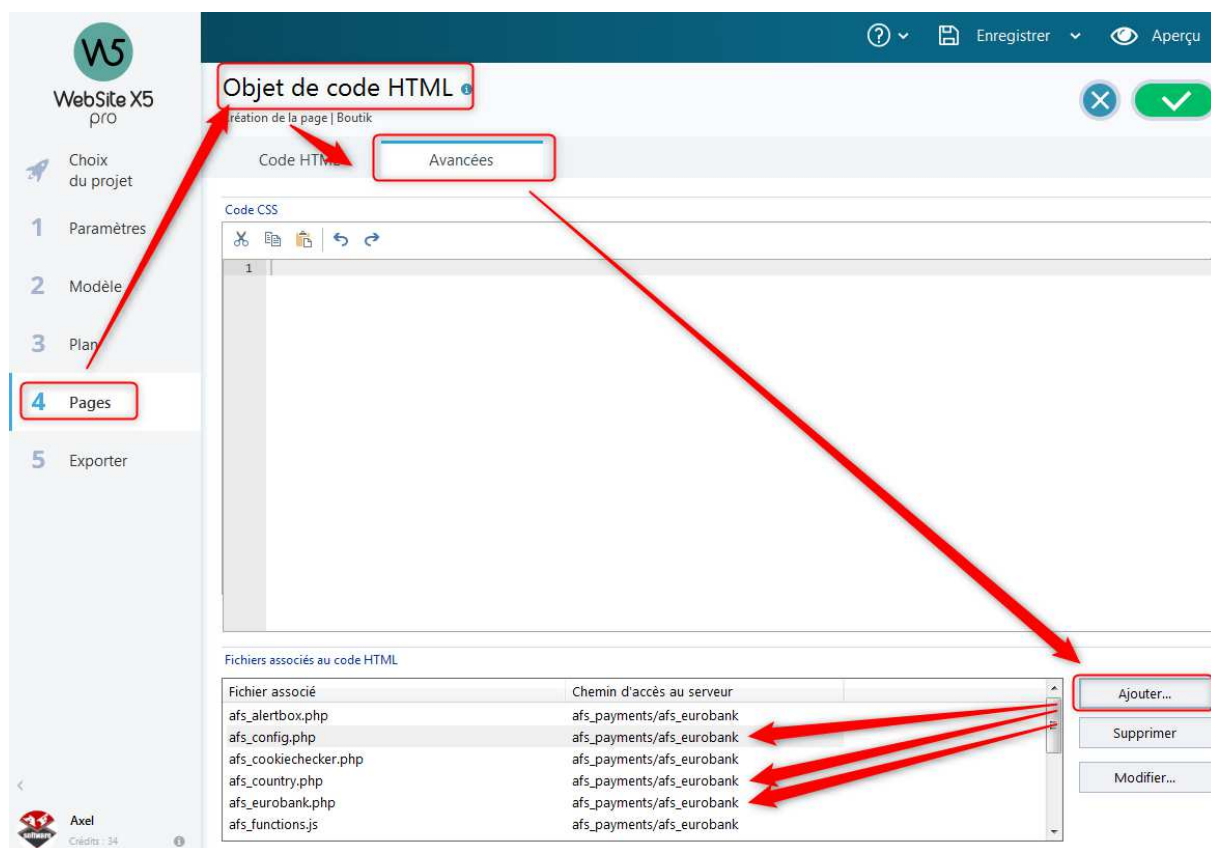 W5
WebSite X5
pro
Enregistrer
Aperçu
Objet de code HTML
Création de la page | Boutik
Code HTML
Avancées
Choix
du projet
1 Paramètres
2 Modèle
3 Plan
4 Pages
5 Exporter
Code CSS
1
Fichiers associés au code HTML
Fichier associé Chemin d'accès au serveur
afs_alertbox.php afs_payments/afs_eurobank
afs_config.php afs_payments/afs_eurobank
afs_cookiechecker.php afs_payments/afs_eurobank
afs_country.php afs_payments/afs_eurobank
afs_eurobank.php afs_payments/afs_eurobank
afs_functions.js afs_payments/afs_eurobank
Ajouter...
Supprimer
Modifier...
software
Axel
Crédits : 34